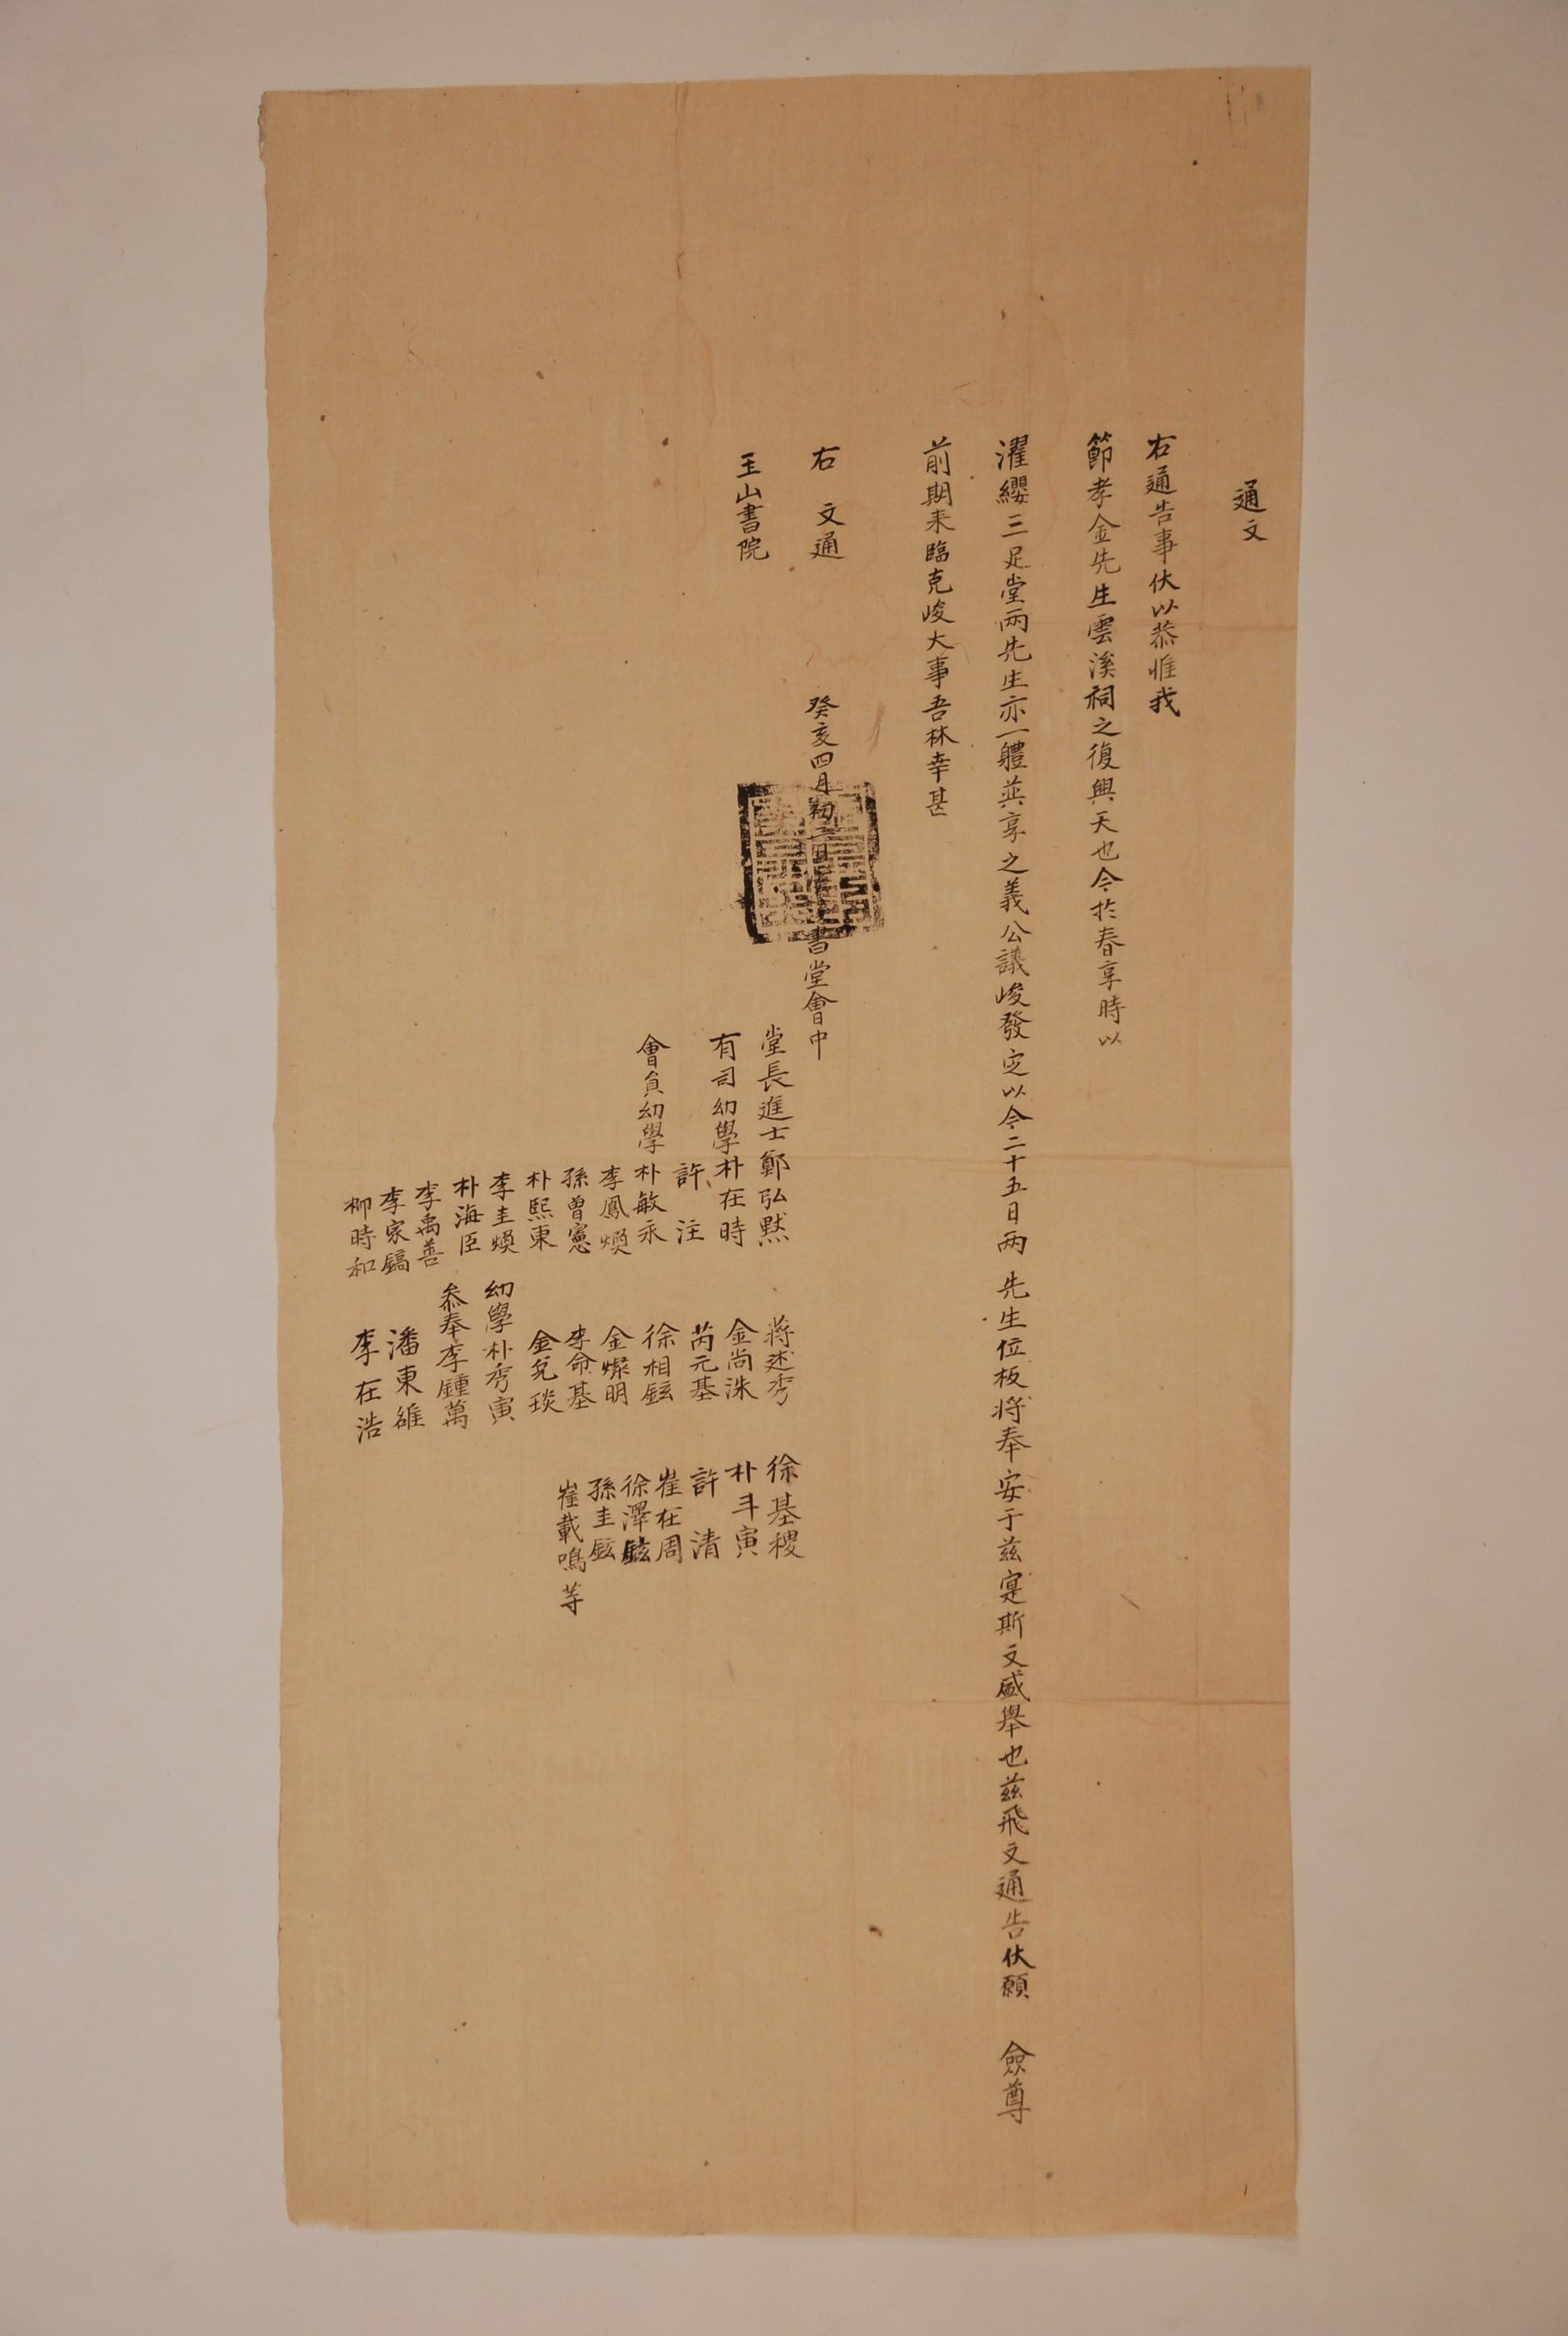 通文
右通告事伏以恭惟我
節孝金先生雲溪祠之復興天也今於春享時以
濯纓三足堂兩先生亦一軆並享之義公議峻發定以今二十五日兩 先生位板將奉安于玆寔斯文盛擧也玆飛文通告伏願 僉尊
前期来臨克峻大事吾林幸甚
右 文通
玉山書院
癸亥四月初二日 書堂會中
堂長進士鄭弘默
有司幼學朴在時
許 注
會負幼學朴敏永
李鳳煥
孫曾憲
朴熙東
李圭煥
朴海臣
李禹善
李家鎬
柳時和
蔣述秀
金尚洙
芮元基
徐相鉉
金燦明
李命基
金兌琰
幼學朴秀寅
叅奉李鍾萬
潘東雄
李在浩
徐基稷
朴斗寅
許 清
崔在周
徐澤鉉
孫圭鉉
崔載鳴等